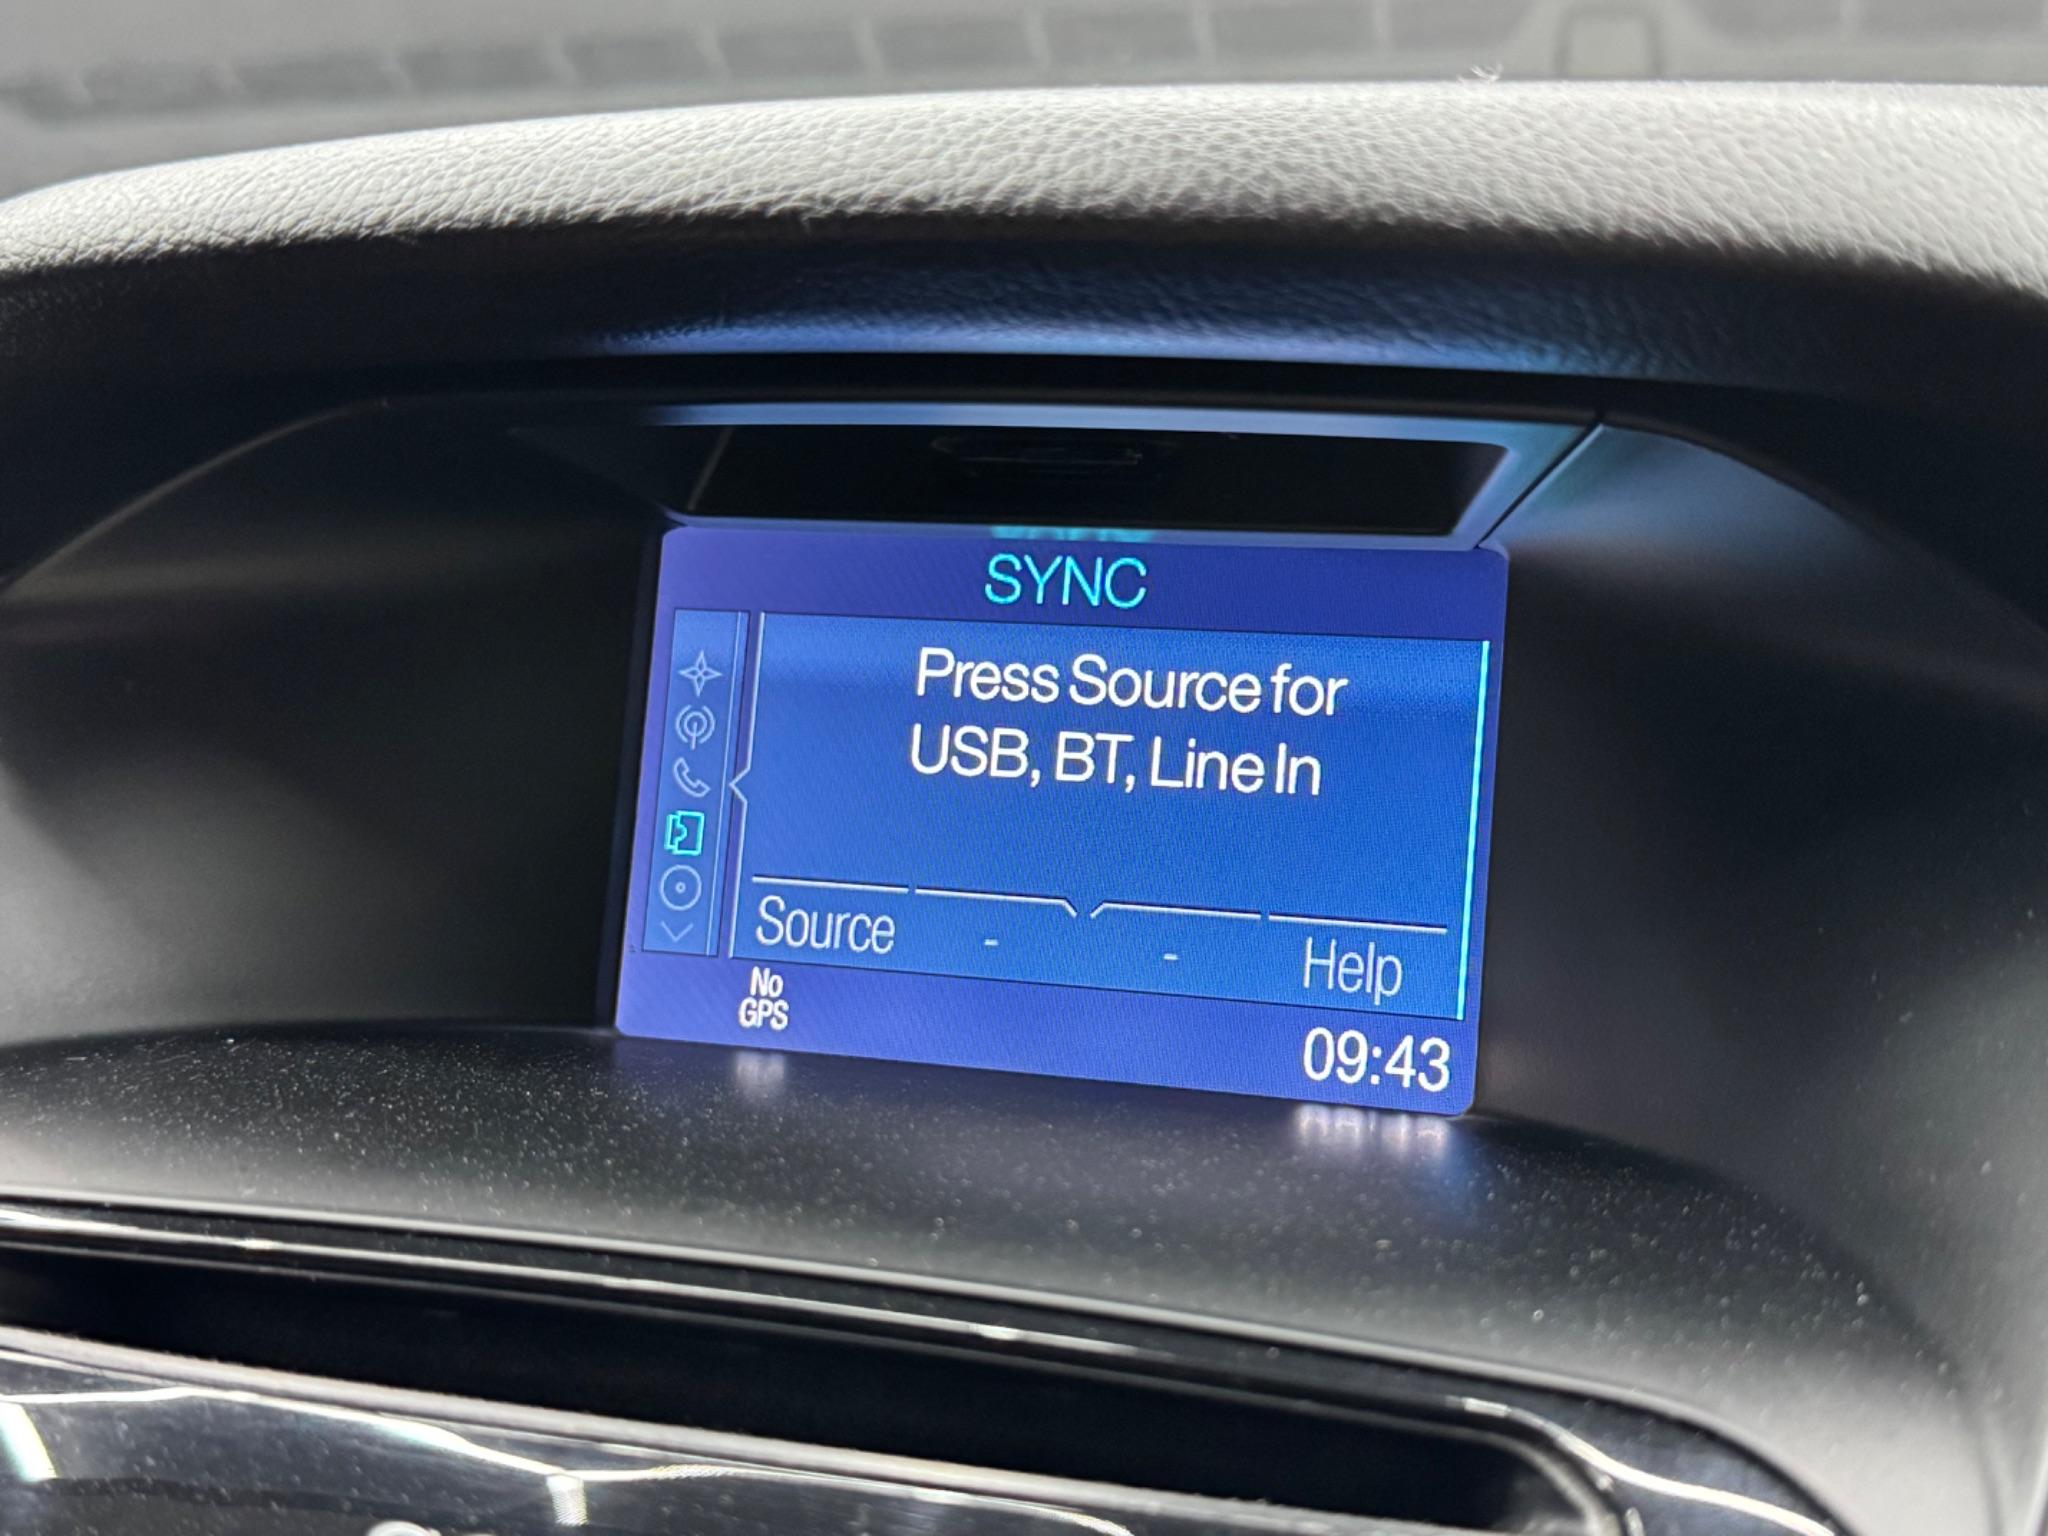 SYNC
Press Source for
USB, BT, Line In
Source - - Help
No
GPS
09:43